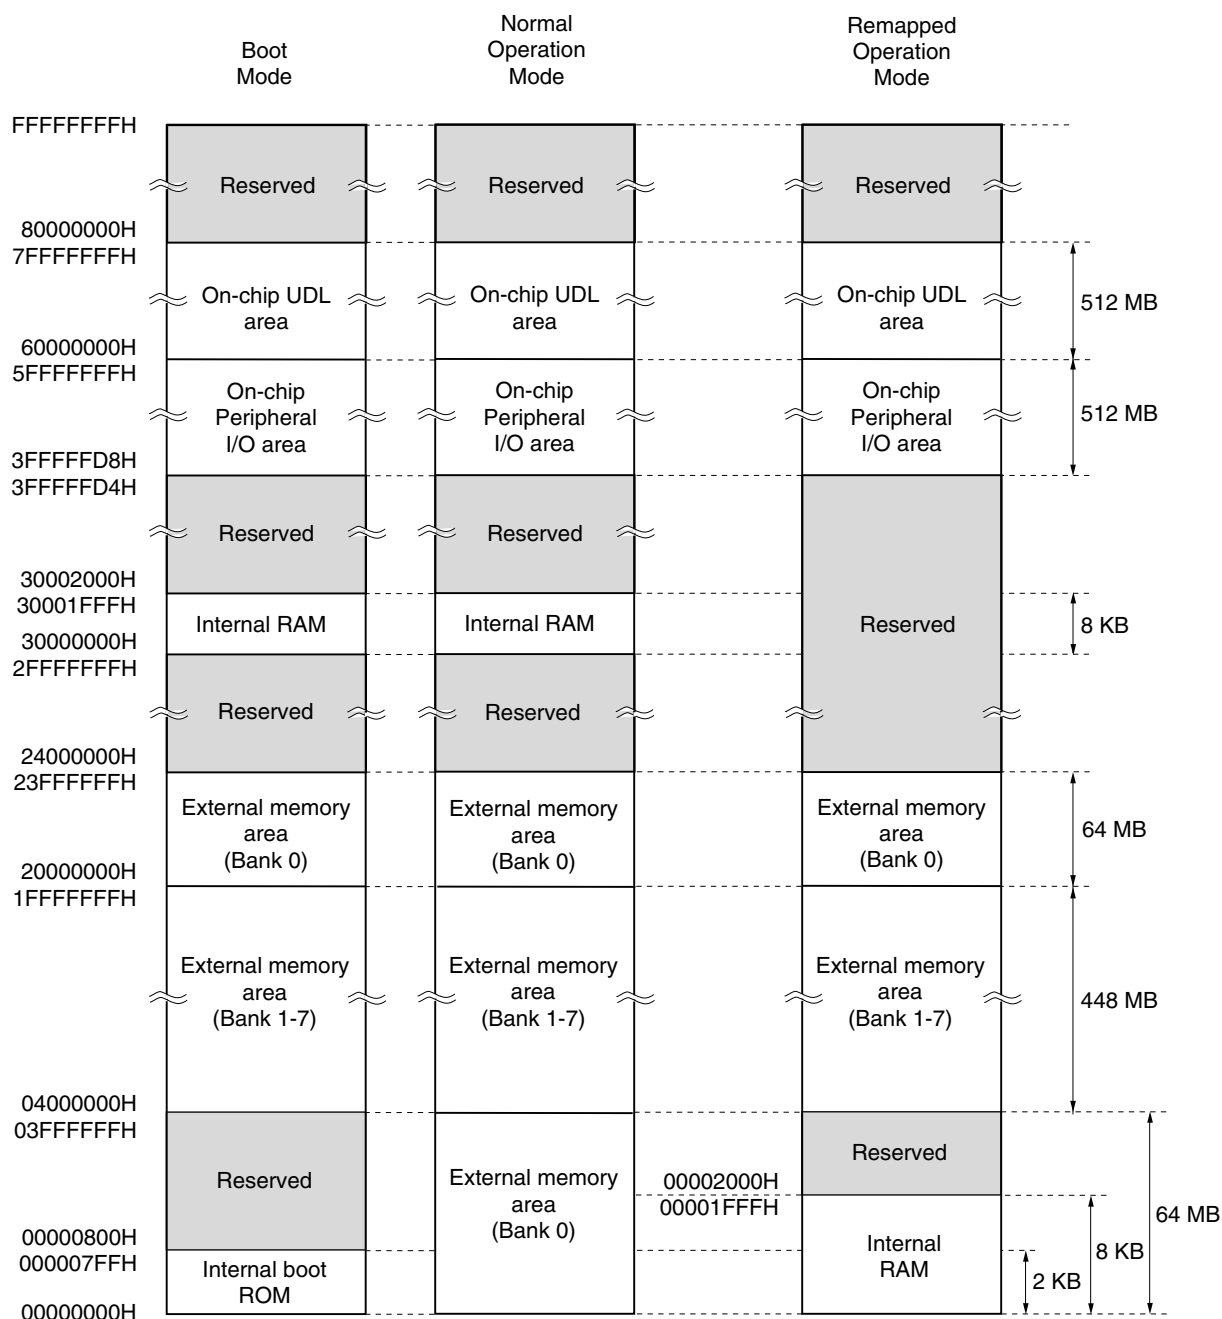 Boot
Mode
Normal
Operation
Mode
Remapped
Operation
Mode
FFFFFFFFH
Reserved
Reserved
Reserved
80000000H
7FFFFFFFH
On-chip UDL
area
On-chip UDL
area
On-chip UDL
area
512 MB
60000000H
5FFFFFFFH
On-chip
Peripheral
I/O area
On-chip
Peripheral
I/O area
On-chip
Peripheral
I/O area
512 MB
3FFFFFD8H
3FFFFFD4H
Reserved
Reserved
30002000H
30001FFFH
Internal RAM
Internal RAM
Reserved
8 KB
30000000H
2FFFFFFFH
Reserved
Reserved
24000000H
23FFFFFFH
External memory
area
(Bank 0)
External memory
area
(Bank 0)
External memory
area
(Bank 0)
64 MB
20000000H
1FFFFFFFH
External memory
area
(Bank 1-7)
External memory
area
(Bank 1-7)
External memory
area
(Bank 1-7)
448 MB
04000000H
03FFFFFFH
Reserved
External memory
area
(Bank 0)
00002000H
00001FFFH
Reserved
64 MB
00000800H
000007FFH
Internal boot
ROM
Internal
RAM
8 KB
2 KB
00000000H